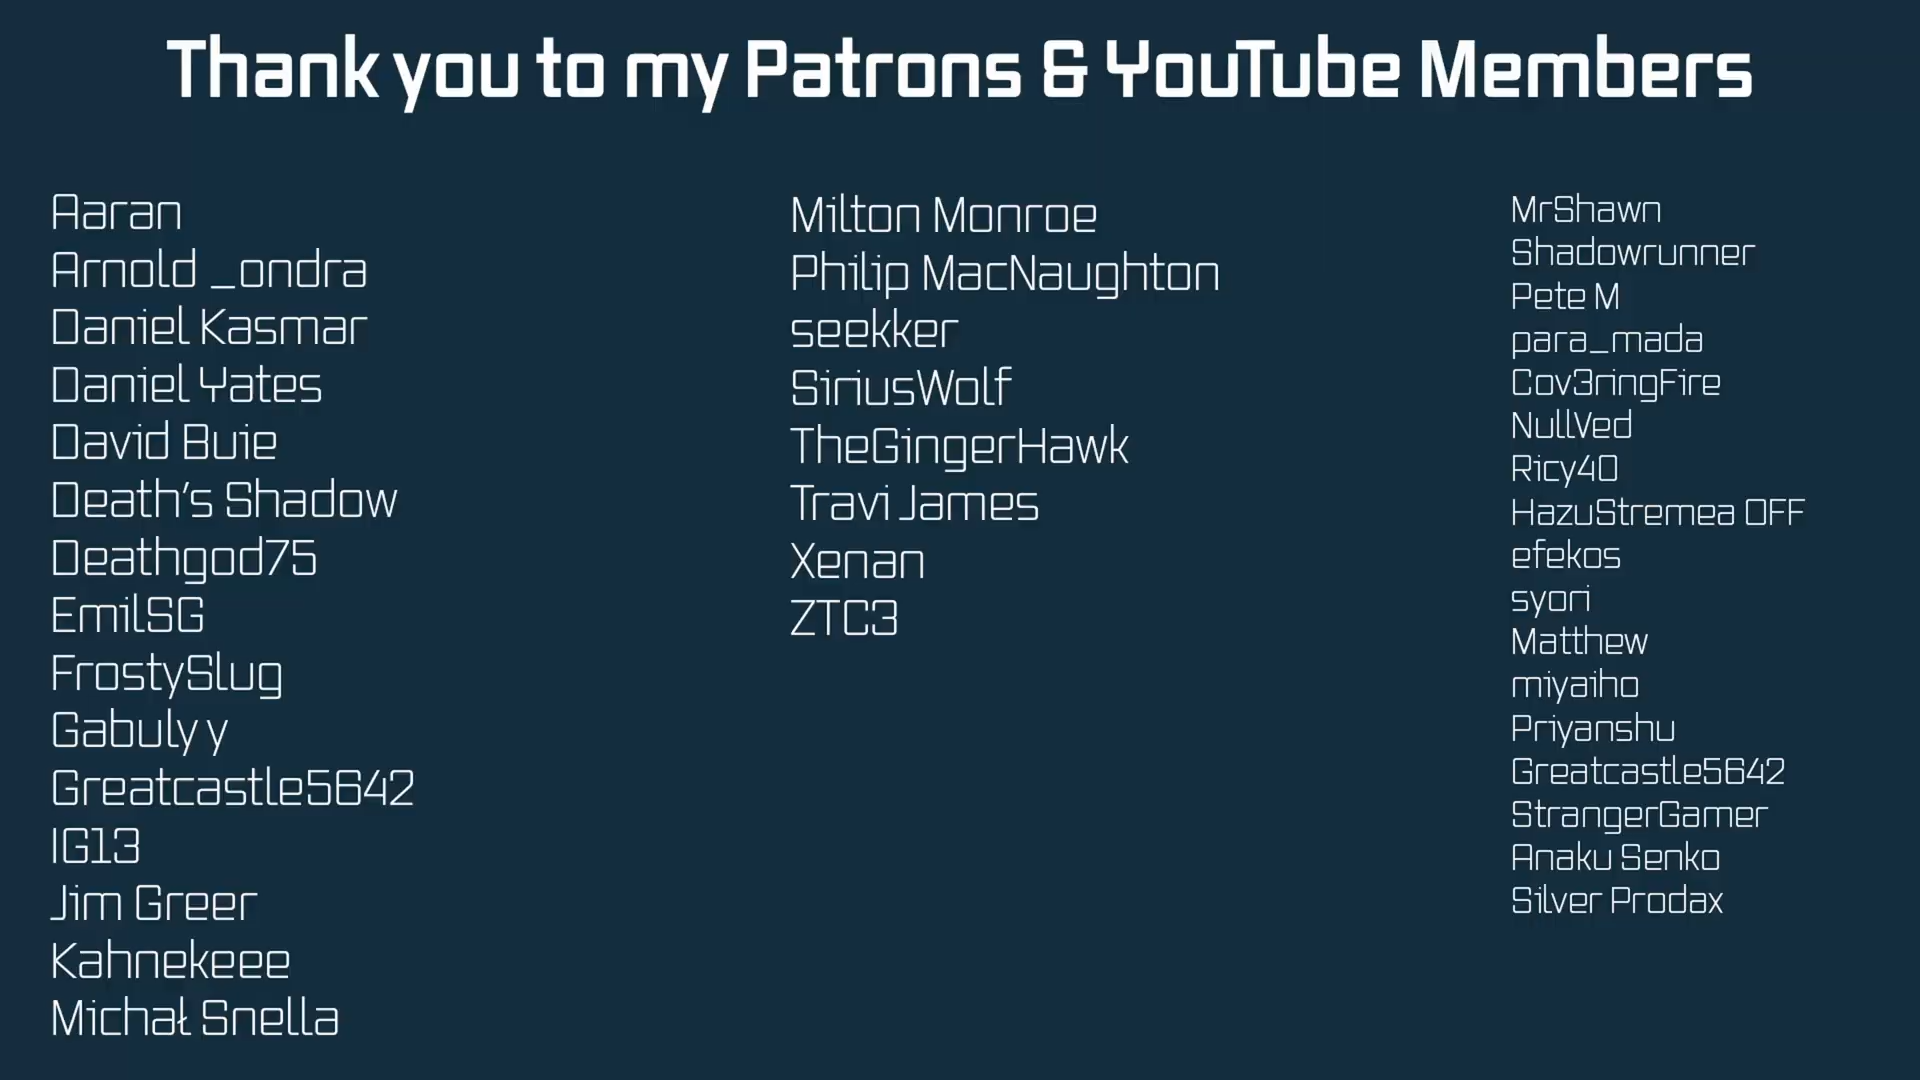 Thank you to my Patrons & YouTube Members
Aaran
Arnold _ondra
Daniel Kasmar
Daniel Yates
David Buie
Death's Shadow
Deathgod75
EmilSG
FrostySlug
Gabuly y
Greatcastle5642
IG13
Jim Greer
Kahnekeee
Michał Snella
Milton Monroe
Philip MacNaughton
seekker
SiriusWolf
TheGingerHawk
Travi James
Xenan
ZTC3
MrShawn
Shadowrunner
Pete M
para_mada
Cov3ringFire
NullVed
Ricy40
HazuStremea OFF
efekos
syori
Matthew
miyaiho
Priyanshu
Greatcastle5642
StrangerGamer
Anaku Senko
Silver Prodax